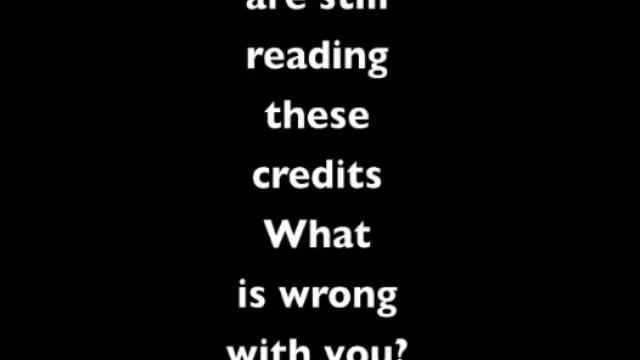 are still
reading
these
credits
What
is wrong
with you?